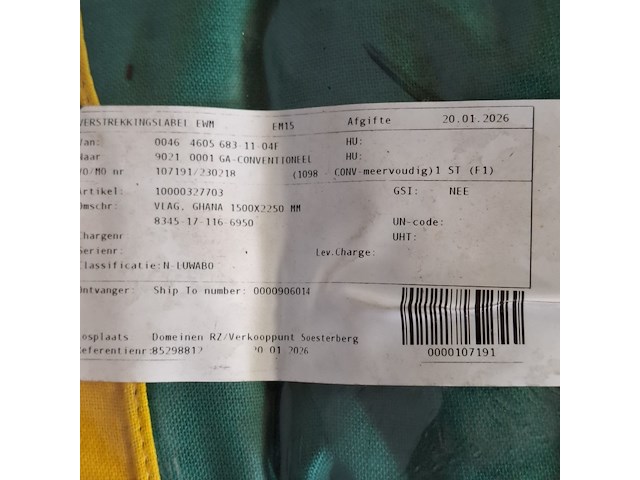 VERSTREKKINGSLABEL EWM EM15 Afgifte 20.01.2026
Van: 0046 4605 683-11-04F HU:
Naar 9021 0001 GA-CONVENTIONEEL HU:
VO/MO nr 107191/230218 (1098 CONV-meervoudig)1 ST (F1)
Artikel: 10000327703 GSI: NEE
Omschr: VLAG, GHANA 1500X2250 MM
8345-17-116-6950 UN-code:
Chargenr UHT:
Serienr: Lev.Charge:
Classificatie:N-LUWABO
Ontvanger: Ship To number: 0000906014
Losplaats Domeinen RZ/Verkooppunt Soesterberg
Referentienr:85298812 20 01 2026
0000107191